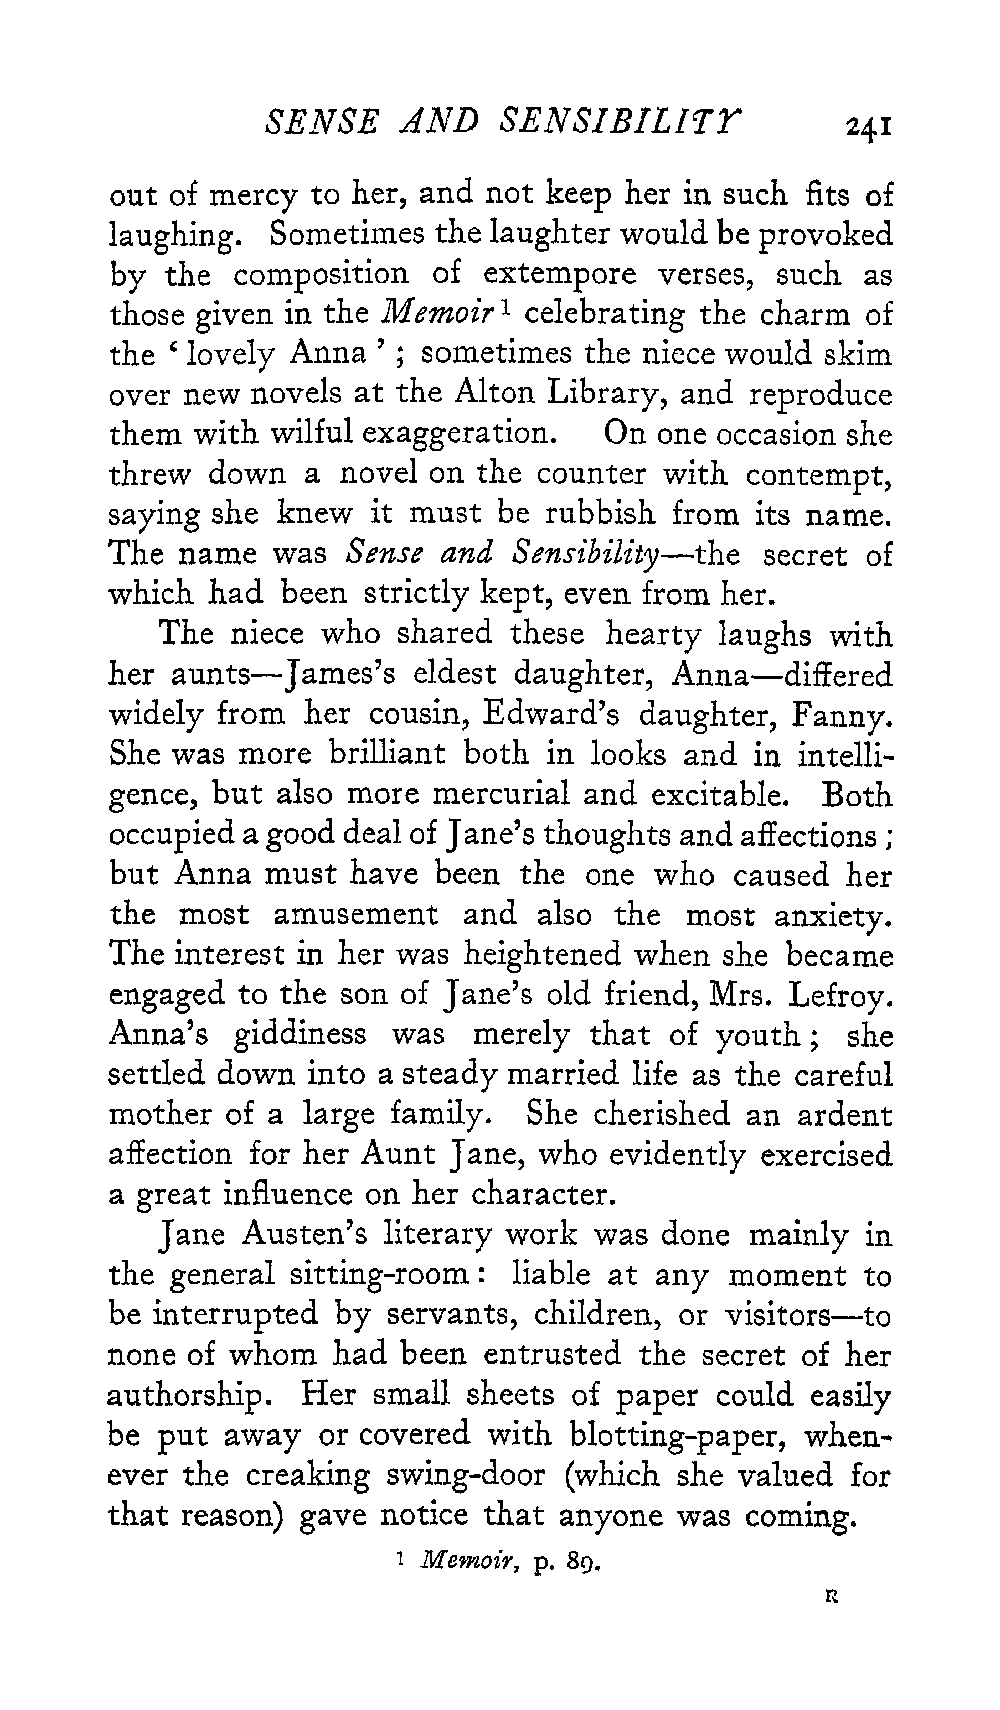 SENSE AND SENSIBILITY 241
out of mercy to her, and not keep her in such fits of
laughing. Sometimes the laughter would be provoked
by the composition of extempore verses, such as
those given in the Memoir¹ celebrating the charm of
the ‘ lovely Anna ’ ; sometimes the niece would skim
over new novels at the Alton Library, and reproduce
them with wilful exaggeration. On one occasion she
threw down a novel on the counter with contempt,
saying she knew it must be rubbish from its name.
The name was Sense and Sensibility—the secret of
which had been strictly kept, even from her.
The niece who shared these hearty laughs with
her aunts—James’s eldest daughter, Anna—differed
widely from her cousin, Edward’s daughter, Fanny.
She was more brilliant both in looks and in intelli-
gence, but also more mercurial and excitable. Both
occupied a good deal of Jane’s thoughts and affections ;
but Anna must have been the one who caused her
the most amusement and also the most anxiety.
The interest in her was heightened when she became
engaged to the son of Jane’s old friend, Mrs. Lefroy.
Anna’s giddiness was merely that of youth ; she
settled down into a steady married life as the careful
mother of a large family. She cherished an ardent
affection for her Aunt Jane, who evidently exercised
a great influence on her character.
Jane Austen’s literary work was done mainly in
the general sitting-room : liable at any moment to
be interrupted by servants, children, or visitors—to
none of whom had been entrusted the secret of her
authorship. Her small sheets of paper could easily
be put away or covered with blotting-paper, when-
ever the creaking swing-door (which she valued for
that reason) gave notice that anyone was coming.
¹ Memoir, p. 89.
R